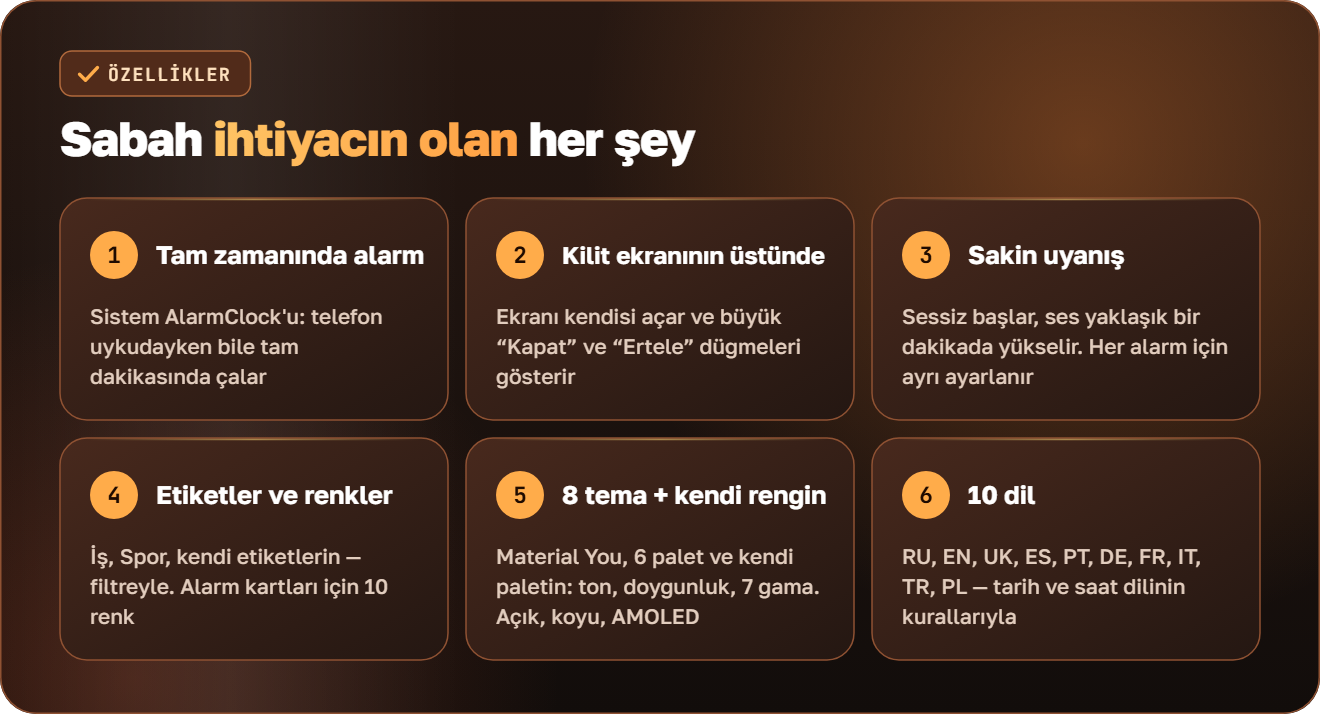 ÖZELLİKLER
Sabah ihtiyacın olan her şey
1 Tam zamanında alarm
Sistem AlarmClock'u: telefon
uykudayken bile tam
dakikasında çalar
2 Kilit ekranının üstünde
Ekranı kendisi açar ve büyük
“Kapat” ve “Ertele” düğmeleri
gösterir
3 Sakin uyanış
Sessiz başlar, ses yaklaşık bir
dakikada yükselir. Her alarm için
ayrı ayarlanır
4 Etiketler ve renkler
İş, Spor, kendi etiketlerin —
filtreyle. Alarm kartları için 10
renk
5 8 tema + kendi rengin
Material You, 6 palet ve kendi
paletin: ton, doygunluk, 7 gama.
Açık, koyu, AMOLED
6 10 dil
RU, EN, UK, ES, PT, DE, FR, IT,
TR, PL — tarih ve saat dilinin
kurallarıyla